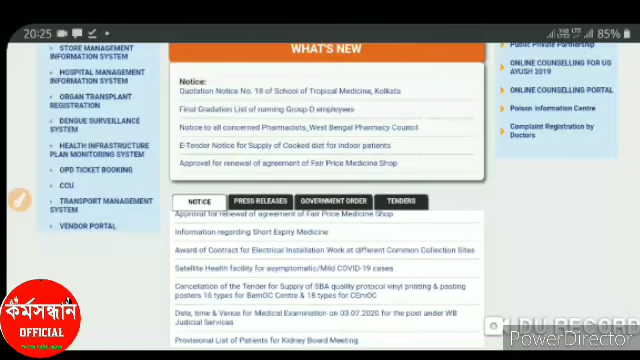 20:25
85%
STORE MANAGEMENT
INFORMATION SYSTEM
HOSPITAL MANAGEMENT
INFORMATION SYSTEM
ORGAN TRANSPLANT
REGISTRATION
DENGUE SURVEILLANCE
SYSTEM
HEALTH INFRASTRUCTURE
PLAN MONITORING SYSTEM
OPD TICKET BOOKING
CCU
TRANSPORT MANAGEMENT
SYSTEM
VENDOR PORTAL
WHAT'S NEW
Notice:
Quotation Notice No. 18 of School of Tropical Medicine, Kolkata
Final Gradation List of nursing Group D employees
Notice to all concerned Pharmacists, West Bengal Pharmacy Council.
E-Tender Notice for Supply of Cooked diet for indoor patients
Approval for renewal of agreement of Fair Price Medicine Shop
NOTICE PRESS RELEASES GOVERNMENT ORDER TENDERS
Approval for renewal of agreement of Fair Price Medicine Shop
Information regarding Short Expiry Medicine
Award of Contract for Electrical Installation Work at different Common Collection Sites
Satellite Health facility for asymptomatic/Mild COVID-19 cases
Cancellation of the Tender for Supply of SBA quality protocol vinyl printing & pasting
posters 16 types for BemOC Centre & 18 types for CEmOC
Date, time & Venue for Medical Examination on 03.07.2020 for the post under WB
Judicial Services
Provisional List of Patients for Kidney Board Meeting
Public Private Partnership
ONLINE COUNSELLING FOR UG
AYUSH 2019
ONLINE COUNSELLING PORTAL
Poison Information Centre
Complaint Registration by
Doctors
কর্মসন্ধান
OFFICIAL
DU RECORD
PowerDirector